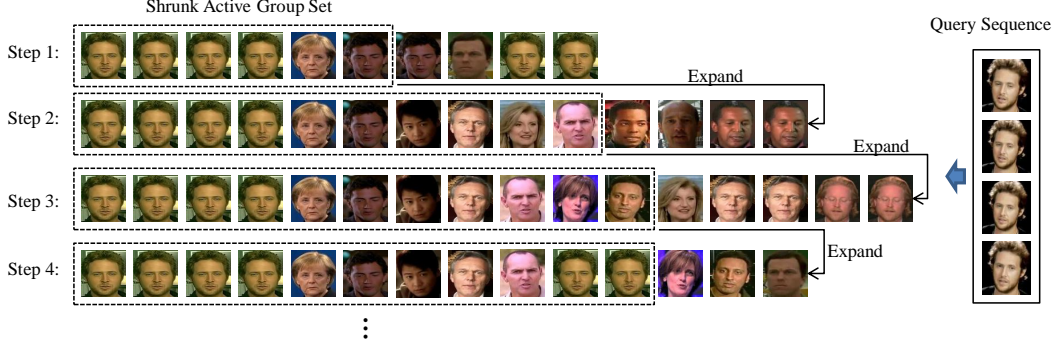 Shrunk Active Group Set
Query Sequence
Step 1:
Expand
Step 2:
Expand
Step 3:
Expand
Step 4: